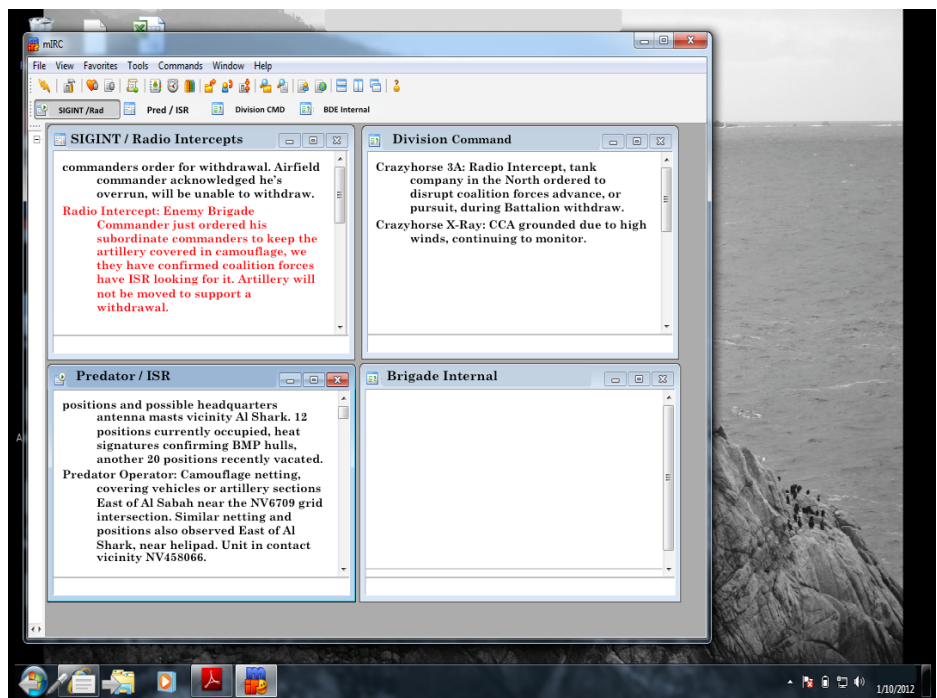 mIRC
File View Favorites Tools Commands Window Help
SIGINT /Rad Pred / ISR Division CMD BDE Internal
SIGINT / Radio Intercepts
commanders order for withdrawal. Airfield
commander acknowledged he's
overrun, will be unable to withdraw.
Radio Intercept: Enemy Brigade
Commander just ordered his
subordinate commanders to keep the
artillery covered in camouflage, we
they have confirmed coalition forces
have ISR looking for it. Artillery will
not be moved to support a
withdrawal.
Division Command
Crazyhorse 3A: Radio Intercept, tank
company in the North ordered to
disrupt coalition forces advance, or
pursuit, during Battalion withdraw.
Crazyhorse X-Ray: CCA grounded due to high
winds, continuing to monitor.
Predator / ISR
positions and possible headquarters
antenna masts vicinity Al Shark. 12
positions currently occupied, heat
signatures confirming BMP hulls,
another 20 positions recently vacated.
Predator Operator: Camouflage netting,
covering vehicles or artillery sections
East of Al Sabah near the NV6709 grid
intersection. Similar netting and
positions also observed East of Al
Shark, near helipad. Unit in contact
vicinity NV458066.
Brigade Internal
1/10/2012